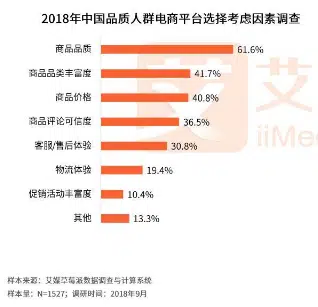 2018年中国品质人群电商平台选择考虑因素调查
商品品质 61.6%
商品品类丰富度 41.7%
商品价格 40.8%
商品评论可信度 36.5%
客服/售后体验 30.8%
物流体验 19.4%
促销活动丰富度 10.4%
其他 13.3%
艾
iiMe
样本来源：艾媒草莓派数据调查与计算系统
样本量：N=1527；调研时间：2018年9月